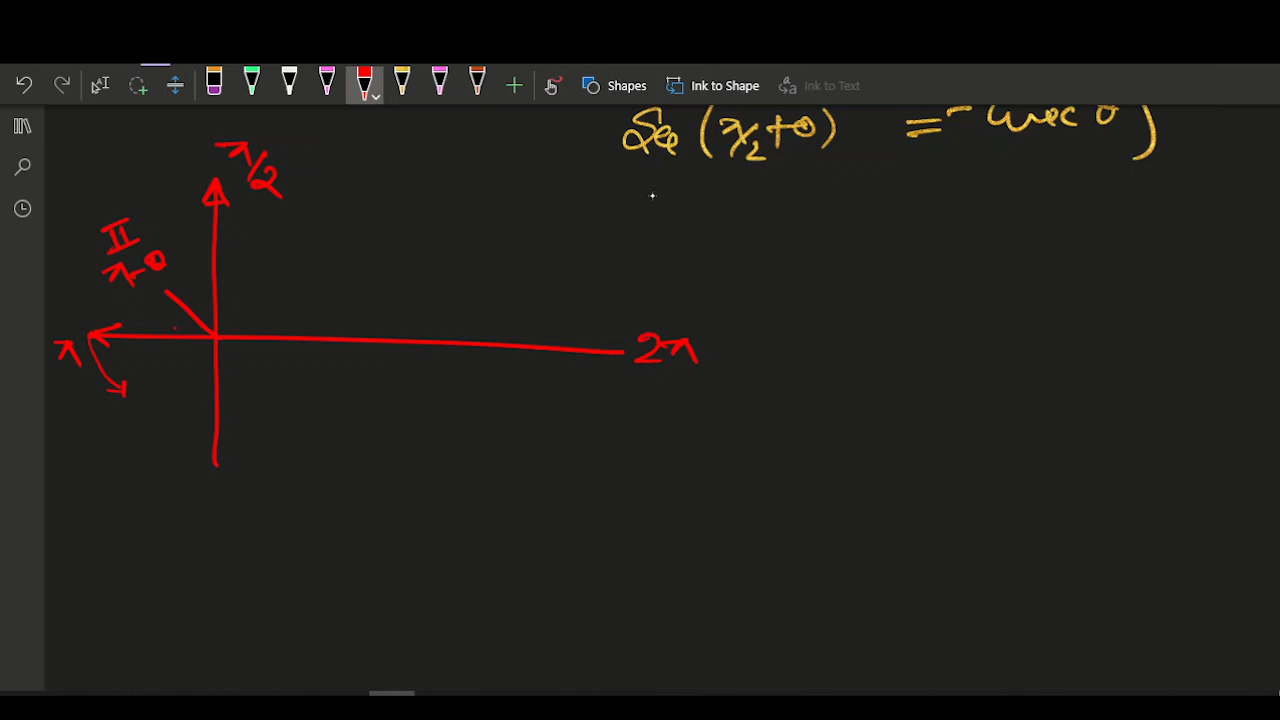 Shapes Ink to Shape Ink to Text
Sec (π/2+θ) = - cosec θ)
π/2
II
π-θ
π
2π